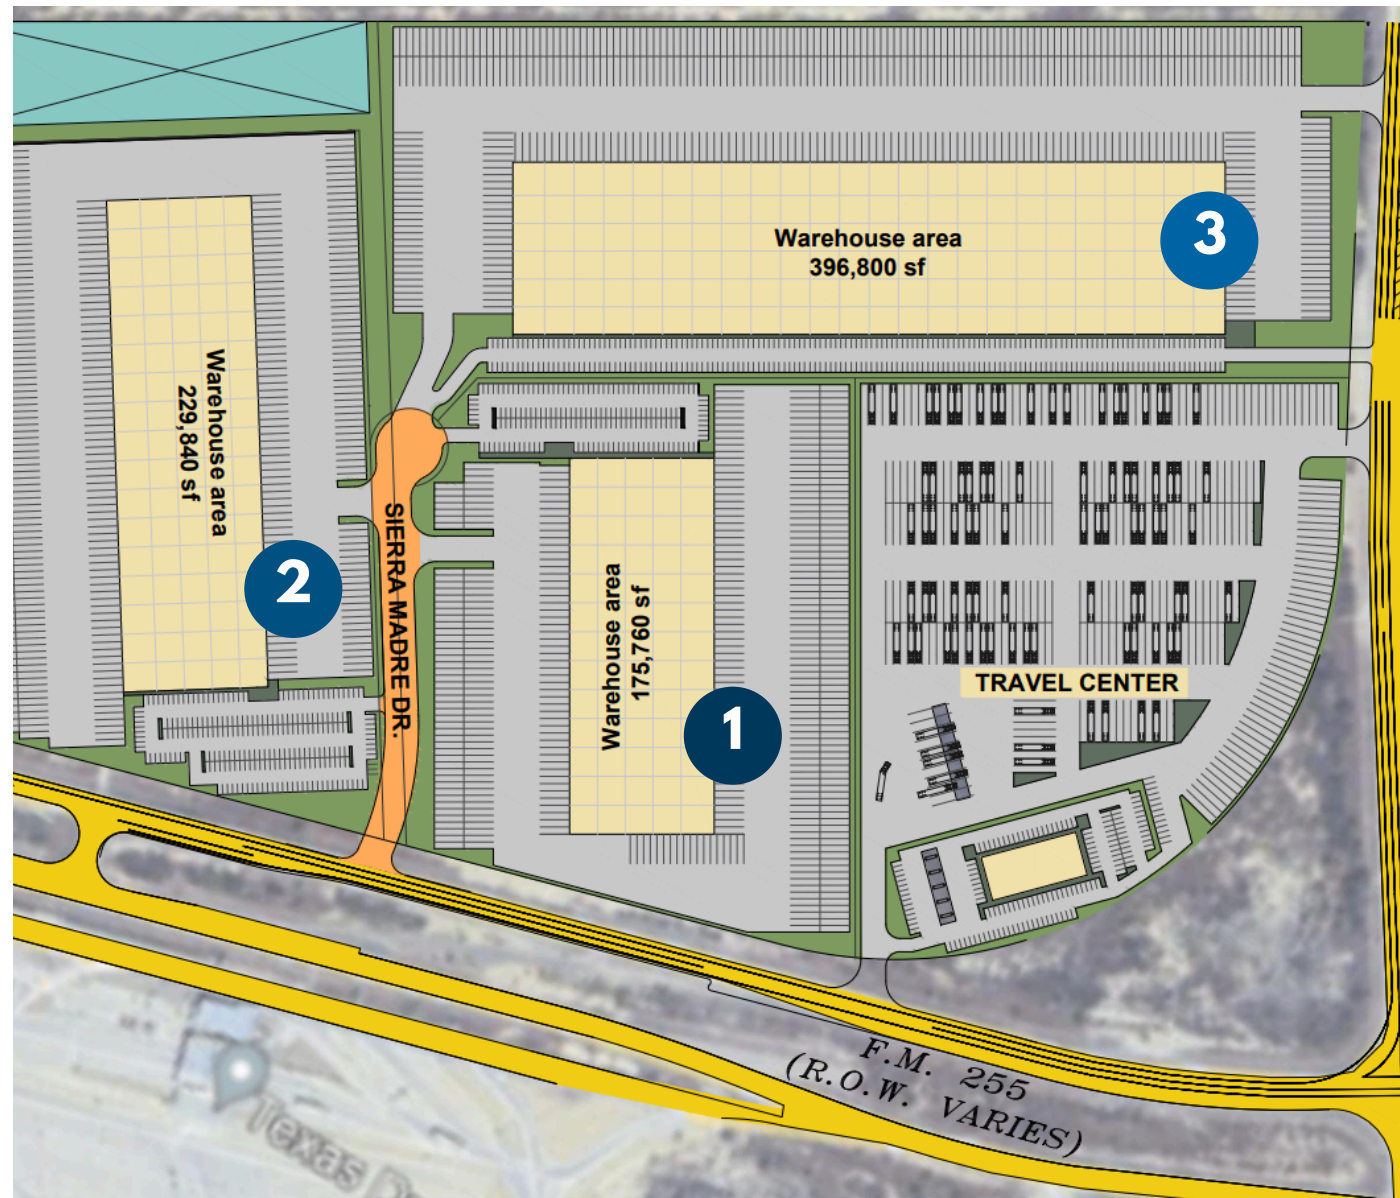 Warehouse area
396,800 sf
3
Warehouse area
229,840 sf
2
SIERRA MADRE DR.
Warehouse area
175,760 sf
1
TRAVEL CENTER
F.M. 255
(R.O.W. VARIES)
Texas